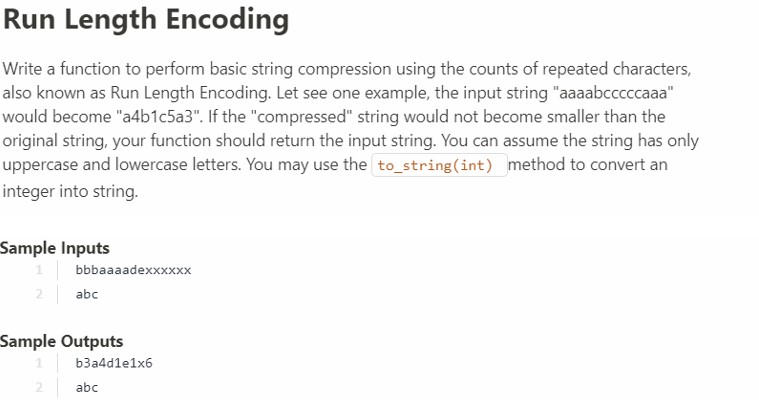 Run Length Encoding
Write a function to perform basic string compression using the counts of repeated characters,
also known as Run Length Encoding. Let see one example, the input string "aaaabcccccaaa"
would become "a4b1c5a3". If the "compressed" string would not become smaller than the
original string, your function should return the input string. You can assume the string has only
uppercase and lowercase letters. You may use the to_string(int) method to convert an
integer into string.
Sample Inputs
1 bbbaaaadexxxxxx
2 abc
Sample Outputs
1 b3a4d1e1x6
2 abc